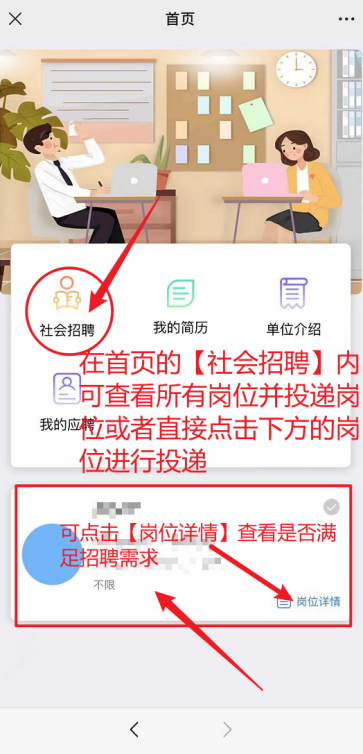 首页
社会招聘
我的简历
单位介绍
在首页的【社会招聘】内
可查看所有岗位并投递岗
我的应聘
位或者直接点击下方的岗
位进行投递
可点击【岗位详情】查看是否满
足招聘需求
不限
岗位详情